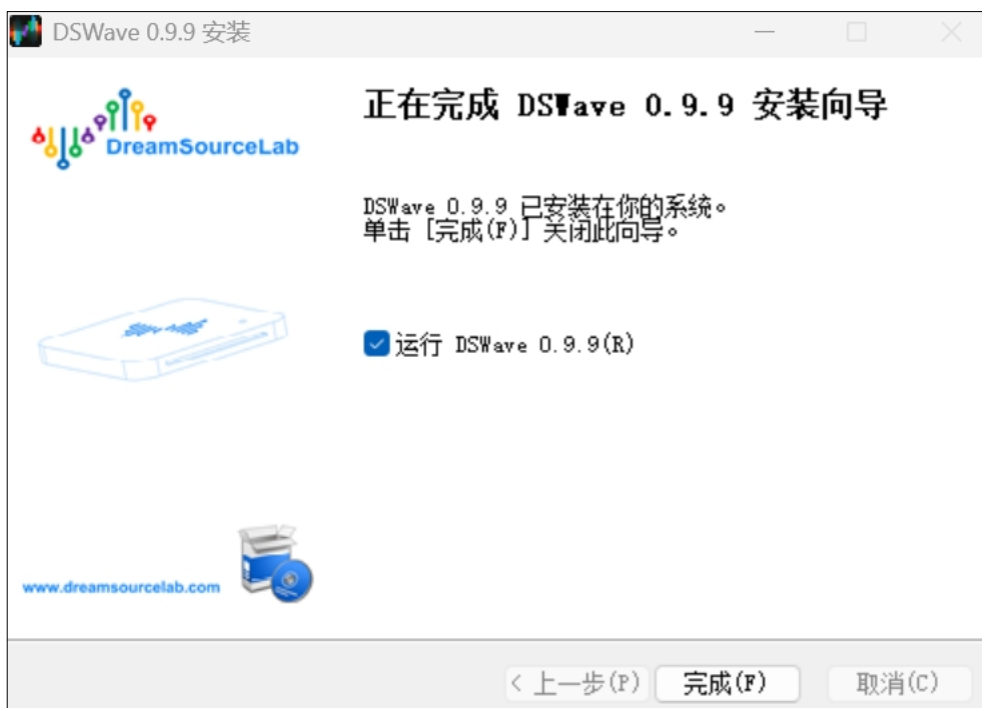 DSWave 0.9.9 安装
DreamSourceLab
正在完成 DSWave 0.9.9 安装向导
DSWave 0.9.9 已安装在你的系统。
单击 [完成(F)] 关闭此向导。
运行 DSWave 0.9.9(R)
www.dreamsourcelab.com
< 上一步(P)
完成(F)
取消(C)